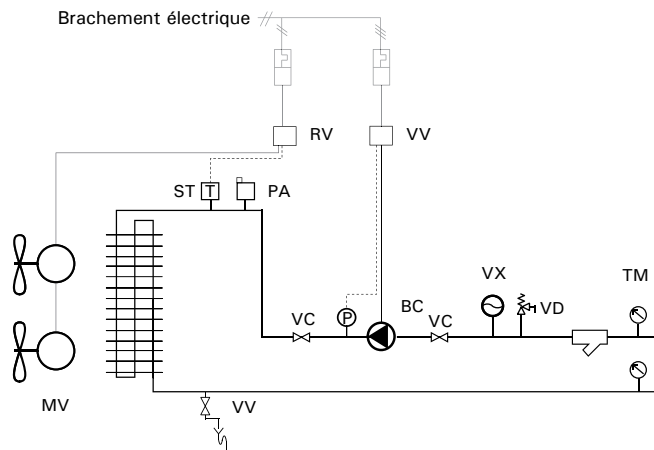 Brachement électrique
RV
VV
ST
T
PA
VX
TM
VD
BC
VC
P
VC
MV
VV